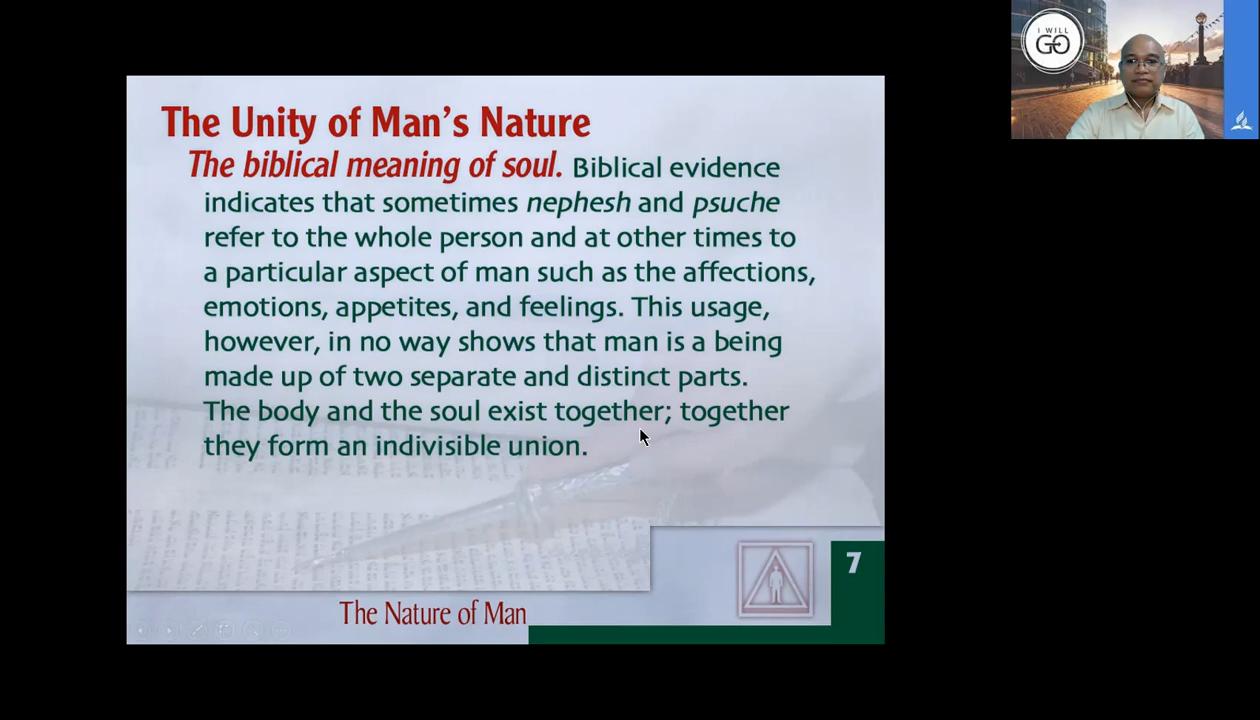 The Unity of Man's Nature
The biblical meaning of soul. Biblical evidence
indicates that sometimes nephesh and psuche
refer to the whole person and at other times to
a particular aspect of man such as the affections,
emotions, appetites, and feelings. This usage,
however, in no way shows that man is a being
made up of two separate and distinct parts.
The body and the soul exist together; together
they form an indivisible union.
7
The Nature of Man
I WILL
GO